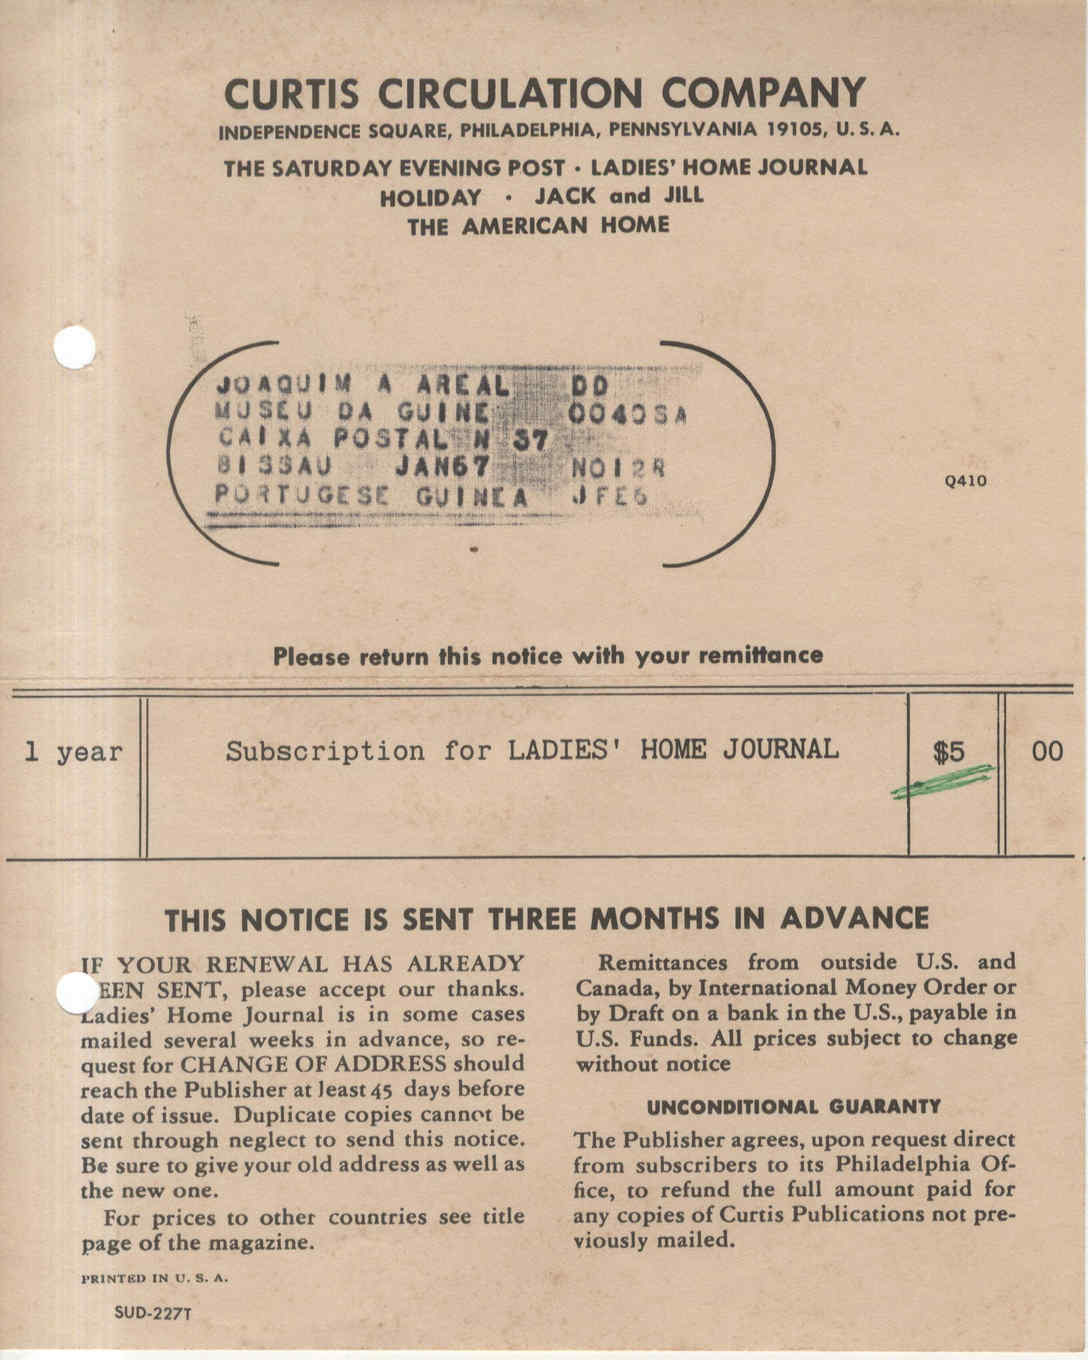 CURTIS CIRCULATION COMPANY
INDEPENDENCE SQUARE, PHILADELPHIA, PENNSYLVANIA 19105, U.S.A.
THE SATURDAY EVENING POST · LADIES' HOME JOURNAL
HOLIDAY · JACK and JILL
THE AMERICAN HOME
JOAQUIM A AREAL DD
MUSEU DA GUINE 0040SA
CAIXA POSTAL N 37
BISSAU JAN67 NO12R
PORTUGESE GUINEA JFE6
Q410
Please return this notice with your remittance
1 year Subscription for LADIES' HOME JOURNAL $5 00
THIS NOTICE IS SENT THREE MONTHS IN ADVANCE
IF YOUR RENEWAL HAS ALREADY
EEN SENT, please accept our thanks.
Ladies' Home Journal is in some cases
mailed several weeks in advance, so re-
quest for CHANGE OF ADDRESS should
reach the Publisher at least 45 days before
date of issue. Duplicate copies cannot be
sent through neglect to send this notice.
Be sure to give your old address as well as
the new one.
For prices to other countries see title
page of the magazine.
PRINTED IN U. S. A.
SUD-227T
Remittances from outside U.S. and
Canada, by International Money Order or
by Draft on a bank in the U.S., payable in
U.S. Funds. All prices subject to change
without notice
UNCONDITIONAL GUARANTY
The Publisher agrees, upon request direct
from subscribers to its Philadelphia Of-
fice, to refund the full amount paid for
any copies of Curtis Publications not pre-
viously mailed.